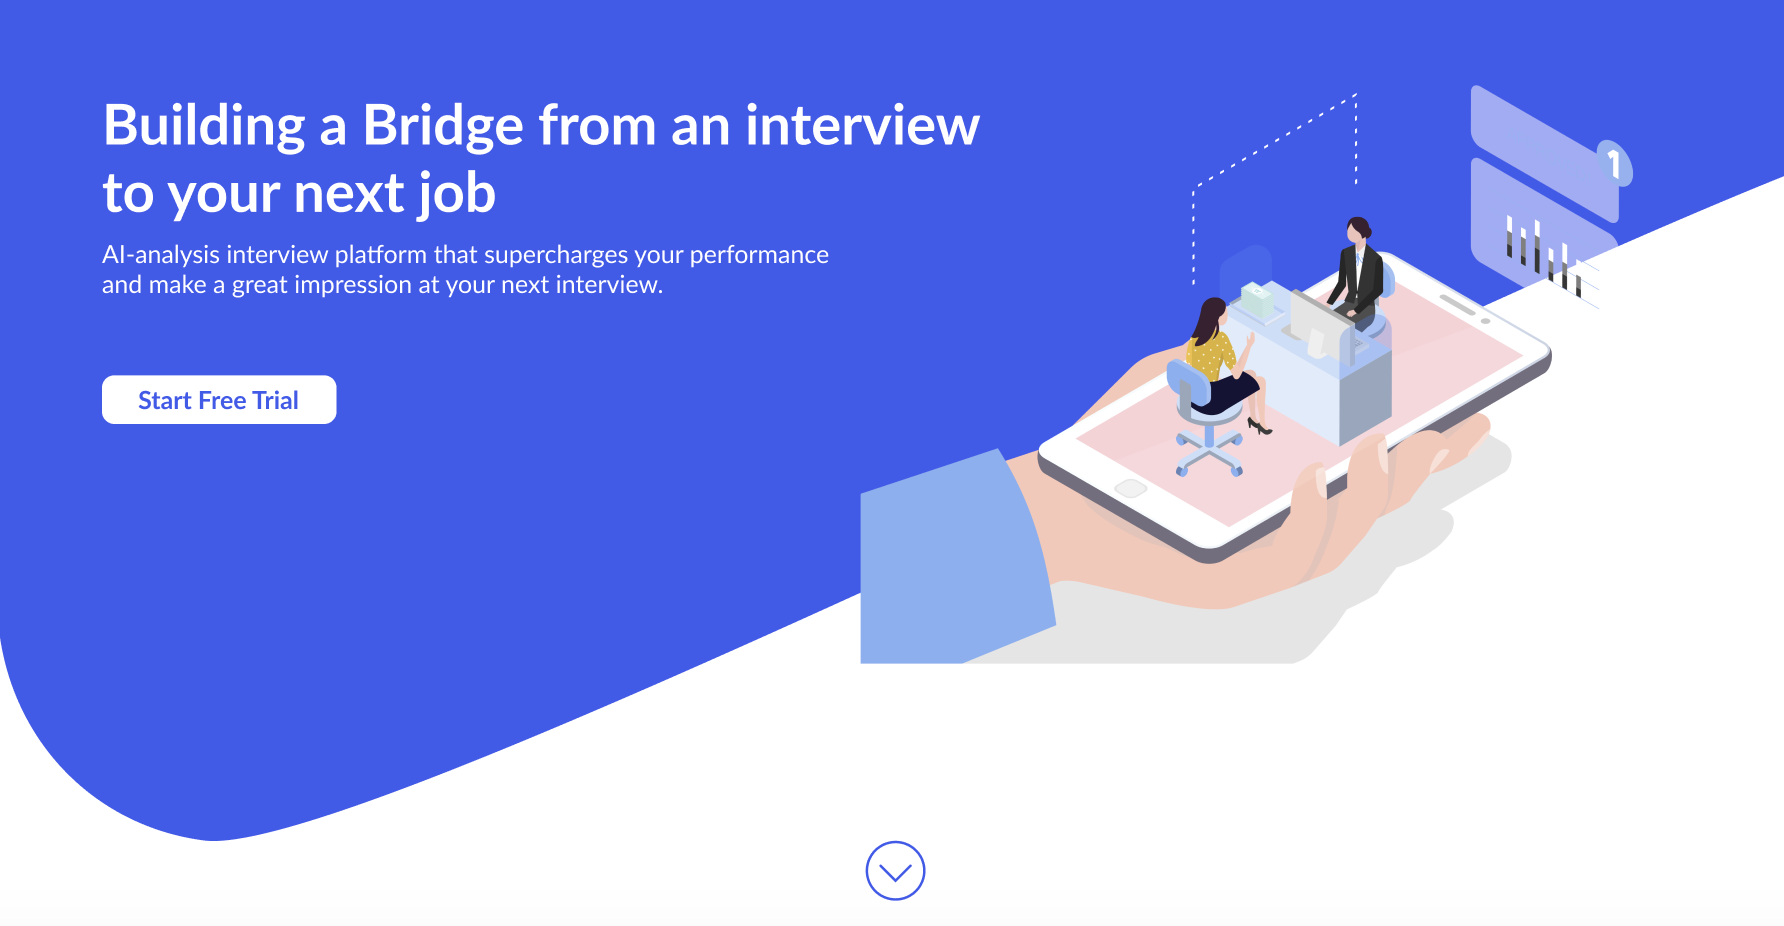 Building a Bridge from an interview
to your next job
AI-analysis interview platform that supercharges your performance
and make a great impression at your next interview.
Start Free Trial
1